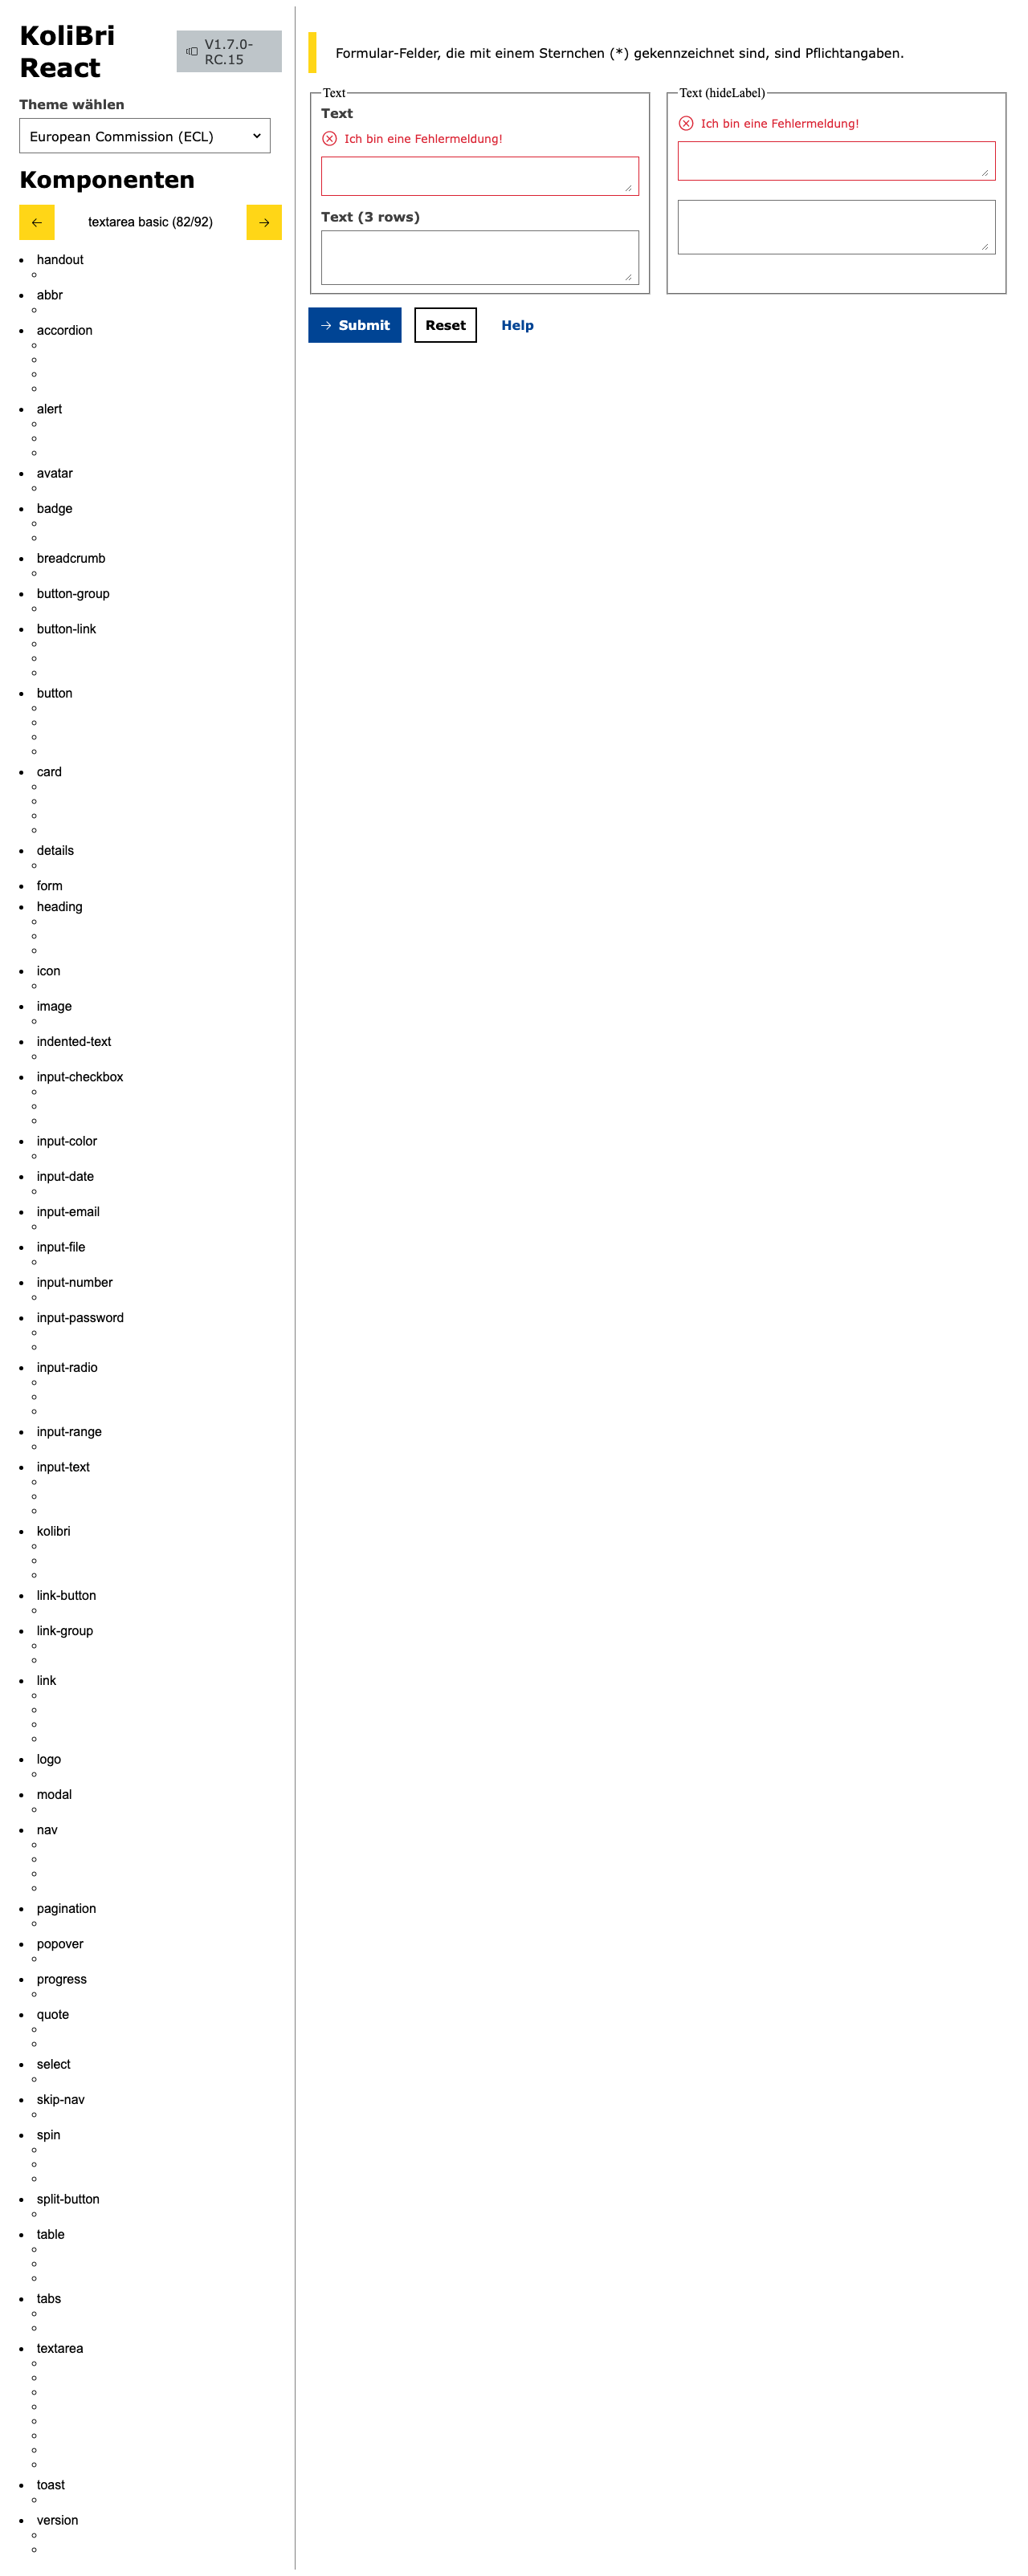 KoliBri
React
V1.7.0-
RC.15
Theme wählen
European Commission (ECL)
Komponenten
textarea basic (82/92)
handout
abbr
accordion
alert
avatar
badge
breadcrumb
button-group
button-link
button
card
details
form
heading
icon
image
indented-text
input-checkbox
input-color
input-date
input-email
input-file
input-number
input-password
input-radio
input-range
input-text
kolibri
link-button
link-group
link
logo
modal
nav
pagination
popover
progress
quote
select
skip-nav
spin
split-button
table
tabs
textarea
toast
version
Formular-Felder, die mit einem Sternchen (*) gekennzeichnet sind, sind Pflichtangaben.
Text
Text
Ich bin eine Fehlermeldung!
Text (3 rows)
Text (hideLabel)
Ich bin eine Fehlermeldung!
Submit
Reset
Help